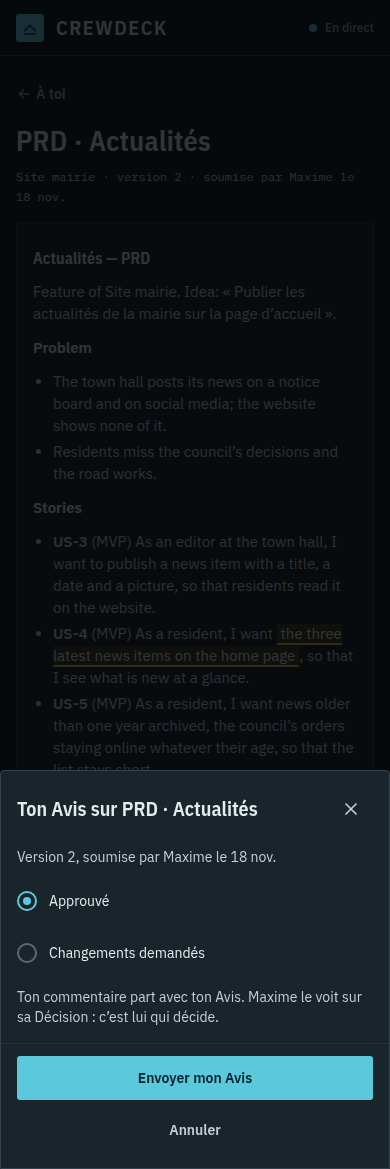 CREWDECK
En direct
← À toi
PRD · Actualités
Site mairie · version 2 · soumise par Maxime le
18 nov.
Actualités — PRD
Feature of Site mairie. Idea: « Publier les
actualités de la mairie sur la page d’accueil ».
Problem
• The town hall posts its news on a notice
board and on social media; the website
shows none of it.
• Residents miss the council’s decisions and
the road works.
Stories
• US-3 (MVP) As an editor at the town hall, I
want to publish a news item with a title, a
date and a picture, so that residents read it
on the website.
• US-4 (MVP) As a resident, I want the three
latest news items on the home page , so that
I see what is new at a glance.
• US-5 (MVP) As a resident, I want news older
than one year archived, the council’s orders
staying online whatever their age, so that the
list stays short.
Ton Avis sur PRD · Actualités
Version 2, soumise par Maxime le 18 nov.
Approuvé
Changements demandés
Ton commentaire part avec ton Avis. Maxime le voit sur
sa Décision : c’est lui qui décide.
Envoyer mon Avis
Annuler